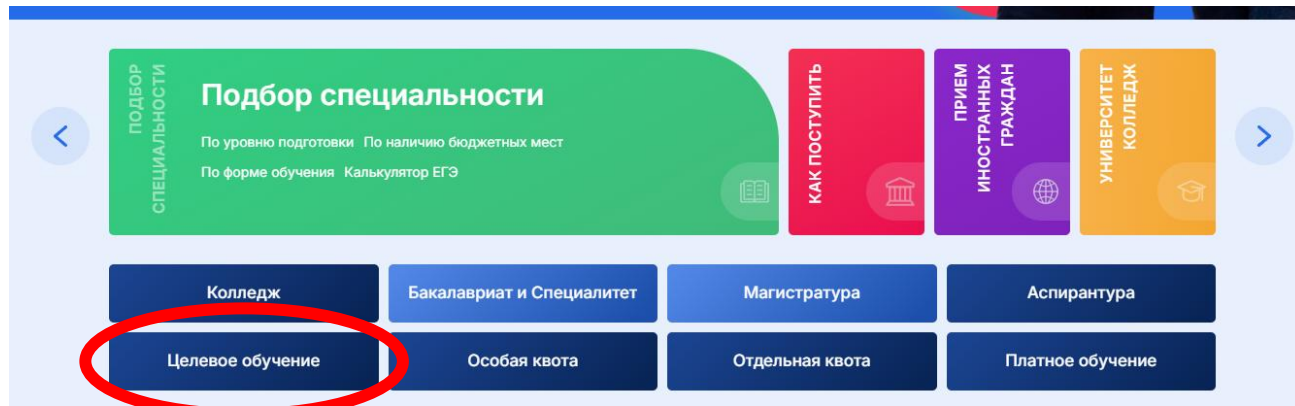 ПОДБОР
СПЕЦИАЛЬНОСТИ
Подбор специальности
По уровню подготовки По наличию бюджетных мест
По форме обучения Калькулятор ЕГЭ
КАК ПОСТУПИТЬ
ПРИЕМ
ИНОСТРАННЫХ
ГРАЖДАН
УНИВЕРСИТЕТ
КОЛЛЕДЖ
Колледж
Бакалавриат и Специалитет
Магистратура
Аспирантура
Целевое обучение
Особая квота
Отдельная квота
Платное обучение